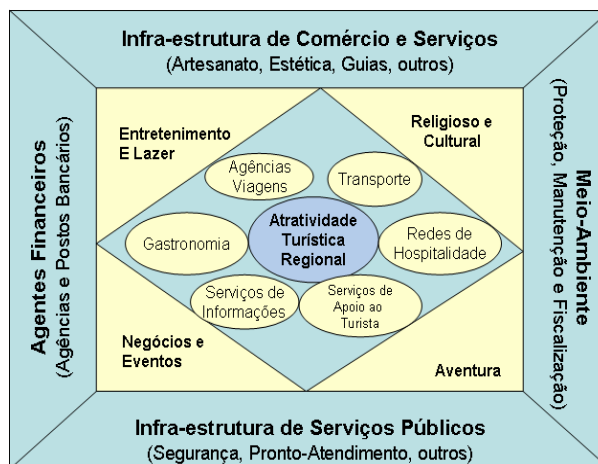 Infra-estrutura de Comércio e Serviços
(Artesanato, Estética, Guias, outros)
Agentes Financeiros
(Agências e Postos Bancários)
Entretenimento
E Lazer
Religioso e
Cultural
Agências
Viagens
Transporte
Gastronomia
Atratividade
Turística
Regional
Redes de
Hospitalidade
Serviços de
Informações
Serviços de
Apoio ao
Turista
Negócios e
Eventos
Aventura
Meio-Ambiente
(Proteção, Manutenção e Fiscalização)
Infra-estrutura de Serviços Públicos
(Segurança, Pronto-Atendimento, outros)